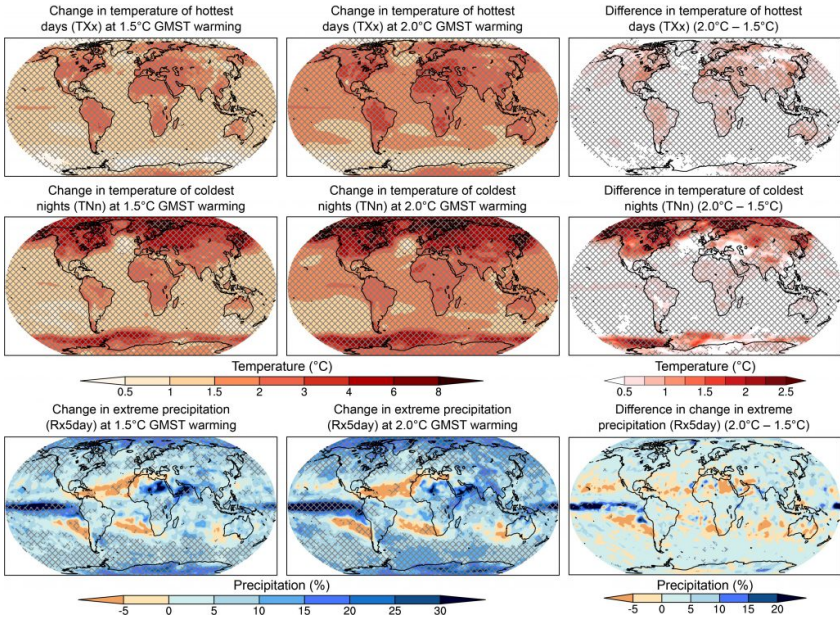 Change in temperature of hottest
days (TXx) at 1.5°C GMST warming
Change in temperature of hottest
days (TXx) at 2.0°C GMST warming
Difference in temperature of hottest
days (TXx) (2.0°C – 1.5°C)
Change in temperature of coldest
nights (TNn) at 1.5°C GMST warming
Change in temperature of coldest
nights (TNn) at 2.0°C GMST warming
Difference in temperature of coldest
nights (TNn) (2.0°C – 1.5°C)
Temperature (°C)
0.5 1 1.5 2 3 4 6 8
Temperature (°C)
0.5 1 1.5 2 2.5
Change in extreme precipitation
(Rx5day) at 1.5°C GMST warming
Change in extreme precipitation
(Rx5day) at 2.0°C GMST warming
Difference in change in extreme
precipitation (Rx5day) (2.0°C – 1.5°C)
Precipitation (%)
-5 0 5 10 15 20 25 30
Precipitation (%)
-5 0 5 10 15 20